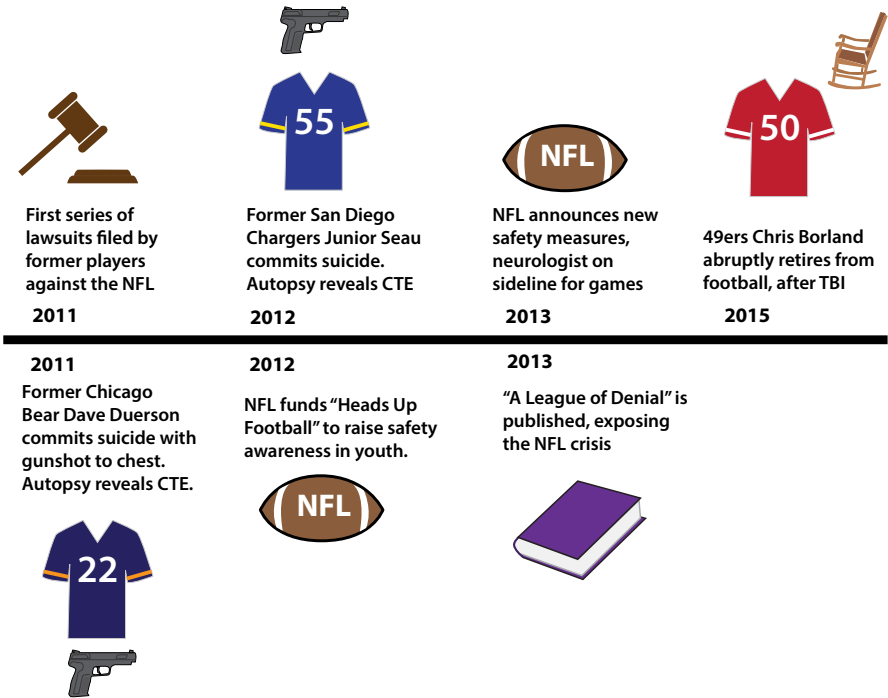 55
50
NFL
First series of
lawsuits filed by
former players
against the NFL
2011
Former San Diego
Chargers Junior Seau
commits suicide.
Autopsy reveals CTE
2012
NFL announces new
safety measures,
neurologist on
sideline for games
2013
49ers Chris Borland
abruptly retires from
football, after TBI
2015
2011
Former Chicago
Bear Dave Duerson
commits suicide with
gunshot to chest.
Autopsy reveals CTE.
22
2012
NFL funds “Heads Up
Football” to raise safety
awareness in youth.
NFL
2013
“A League of Denial” is
published, exposing
the NFL crisis